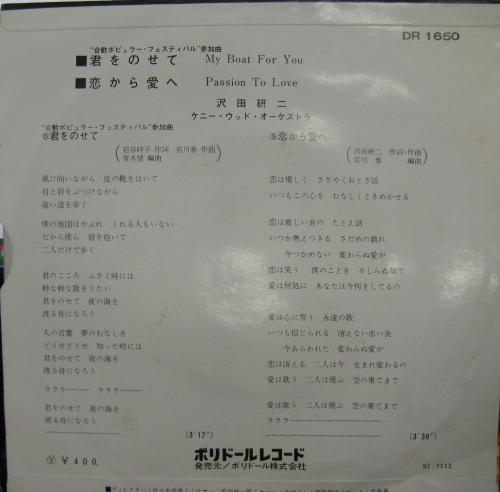 DR 1650
"合歓ポピュラー・フェスティバル"参加曲
■君をのせて My Boat For You
■恋から愛へ Passion To Love
沢田研二
ケニー・ウッド・オーケストラ
"合歓ポピュラー・フェスティバル"参加曲
①君をのせて
岩谷時子 作詞 宮川泰 作曲
青木望 編曲
風に向いながら 皮の靴をはいて
肩と肩をぶつけながら
遠い道を歩く
僕の地図はやぶれ くれる人もいない
だから僕ら 肩を抱いて
二人だけで歩く
君のこころ ふさぐ時には
粋な粋な歌をうたい
君をのせて 夜の海を
渡る舟になろう
人の言葉 夢のむなしさ
どうせどうせ 知った時には
君をのせて 夜の海を
渡る舟になろう
ラララ……… ラララ………
君をのせて 夜の海を
渡る舟になろう
(3'17")
恋から愛へ
沢田研二 作詞・作曲
宮川 泰 編曲
恋は優しく ささやくおとぎ話
いつもこの心を むなしくときめかせる
恋は激しい炎の たとえ話
いつか燃えつきる さだめの戯れ
今つかめない 変わらぬ愛が
恋は笑う 僕のことを そしらぬ顔で
愛は何処に あなたは今何をしてるの
愛は心に誓う 永遠の歌
いつも信じられる 消えない赤い炎
今あらわれた 変わらぬ愛が
恋は消える 二人は今 生まれ変わるの
愛は歌う 二人は飛ぶ 空の果てまで
愛は歌う 二人は飛ぶ 空の果てまで
ラララ………
(3'39")
Ⓨ ¥400.
ポリドールレコード
発売元/ポリドール株式会社
KI 7112